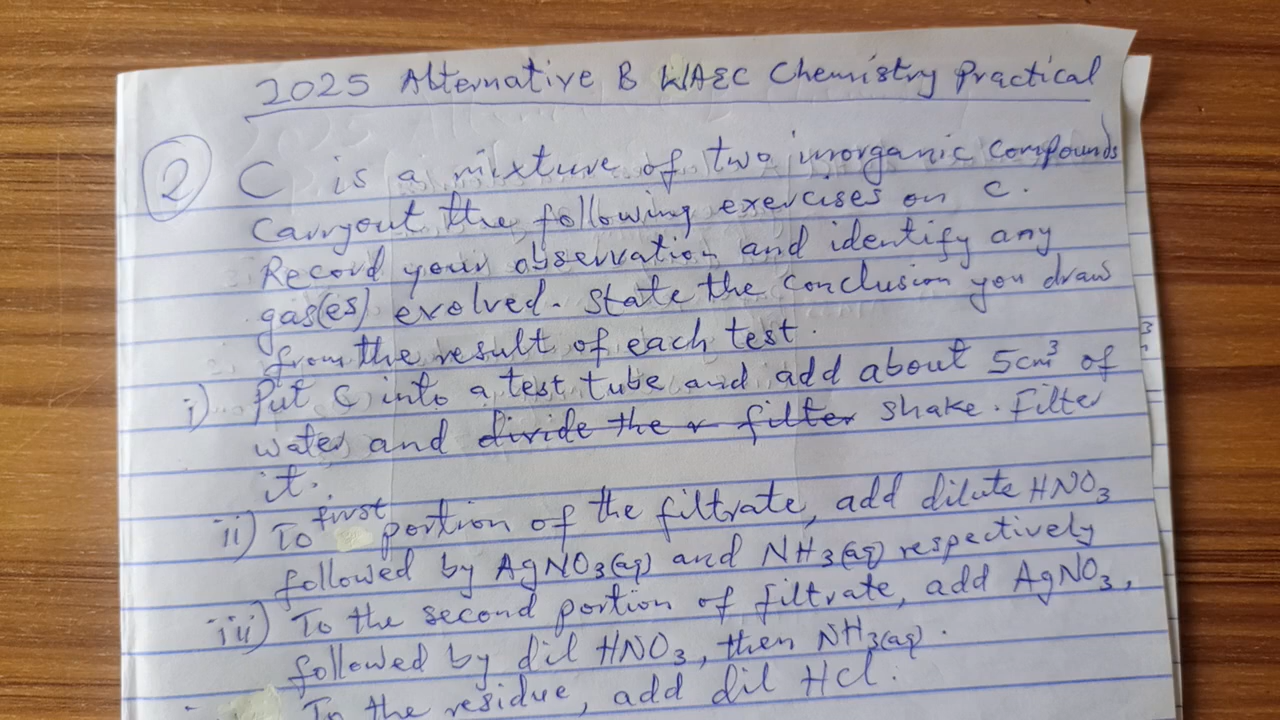 2025 Alternative B WAEC Chemistry Practical
2 C is a mixture of two inorganic compounds
Carryout the following exercises on C.
Record your observation and identify any
gas(es) evolved. State the conclusion you draw
from the result of each test.
i) Put C into a test tube and add about 5cm³ of
water and divide the filter shake. Filter
it.
ii) To first portion of the filtrate, add dilute HNO3
followed by AgNO3(aq) and NH3(aq) respectively
iii) To the second portion of filtrate, add AgNO3,
followed by dil HNO3, then NH3(aq).
To the residue, add dil HCl.